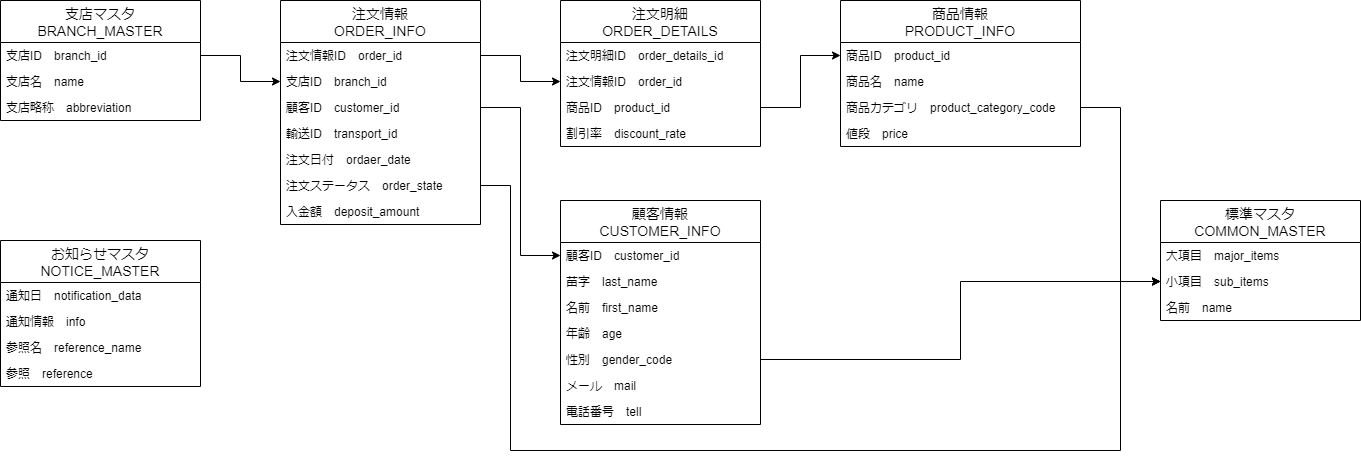 支店マスタ
BRANCH_MASTER
支店ID branch_id
支店名 name
支店略称 abbreviation
注文情報
ORDER_INFO
注文情報ID order_id
支店ID branch_id
顧客ID customer_id
輸送ID transport_id
注文日付 ordaer_date
注文ステータス order_state
入金額 deposit_amount
注文明細
ORDER_DETAILS
注文明細ID order_details_id
注文情報ID order_id
商品ID product_id
割引率 discount_rate
商品情報
PRODUCT_INFO
商品ID product_id
商品名 name
商品カテゴリ product_category_code
値段 price
お知らせマスタ
NOTICE_MASTER
通知日 notification_data
通知情報 info
参照名 reference_name
参照 reference
顧客情報
CUSTOMER_INFO
顧客ID customer_id
苗字 last_name
名前 first_name
年齢 age
性別 gender_code
メール mail
電話番号 tell
標準マスタ
COMMON_MASTER
大項目 major_items
小項目 sub_items
名前 name